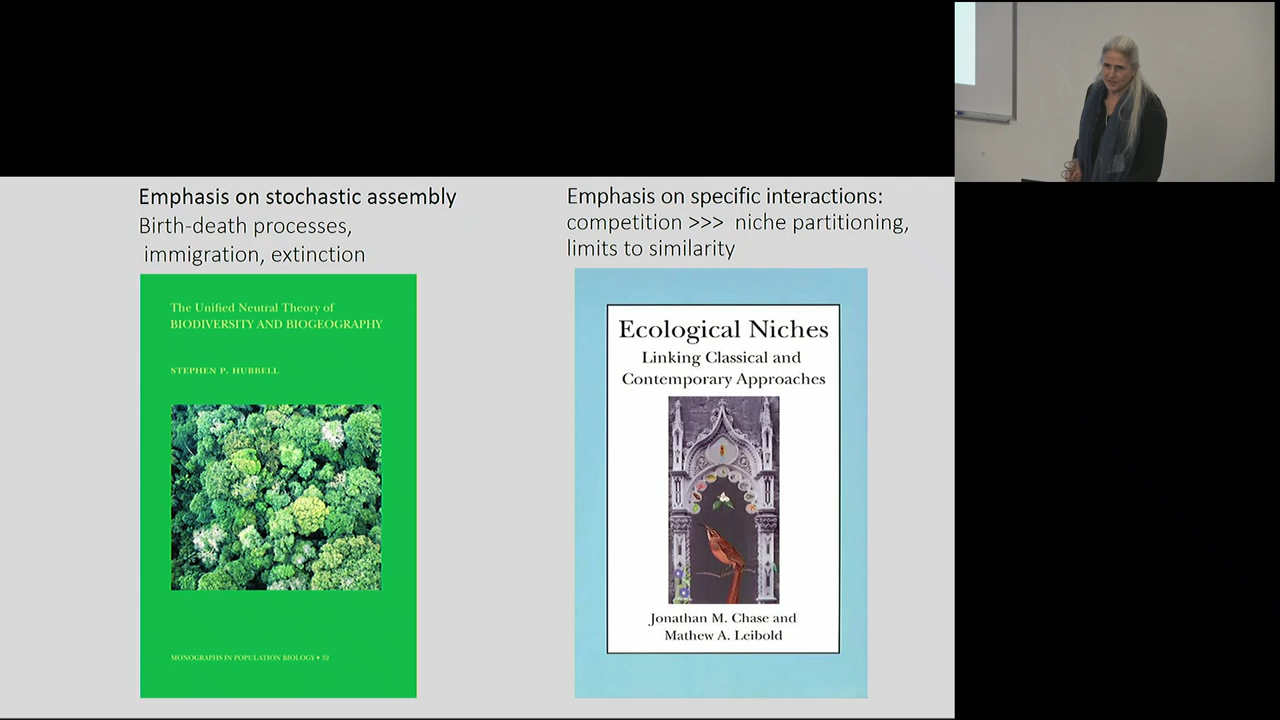 Emphasis on stochastic assembly
Birth-death processes,
immigration, extinction
The Unified Neutral Theory of
BIODIVERSITY AND BIOGEOGRAPHY
STEPHEN P. HUBBELL
MONOGRAPHS IN POPULATION BIOLOGY • 32
Emphasis on specific interactions:
competition >>> niche partitioning,
limits to similarity
Ecological Niches
Linking Classical and
Contemporary Approaches
Jonathan M. Chase and
Mathew A. Leibold